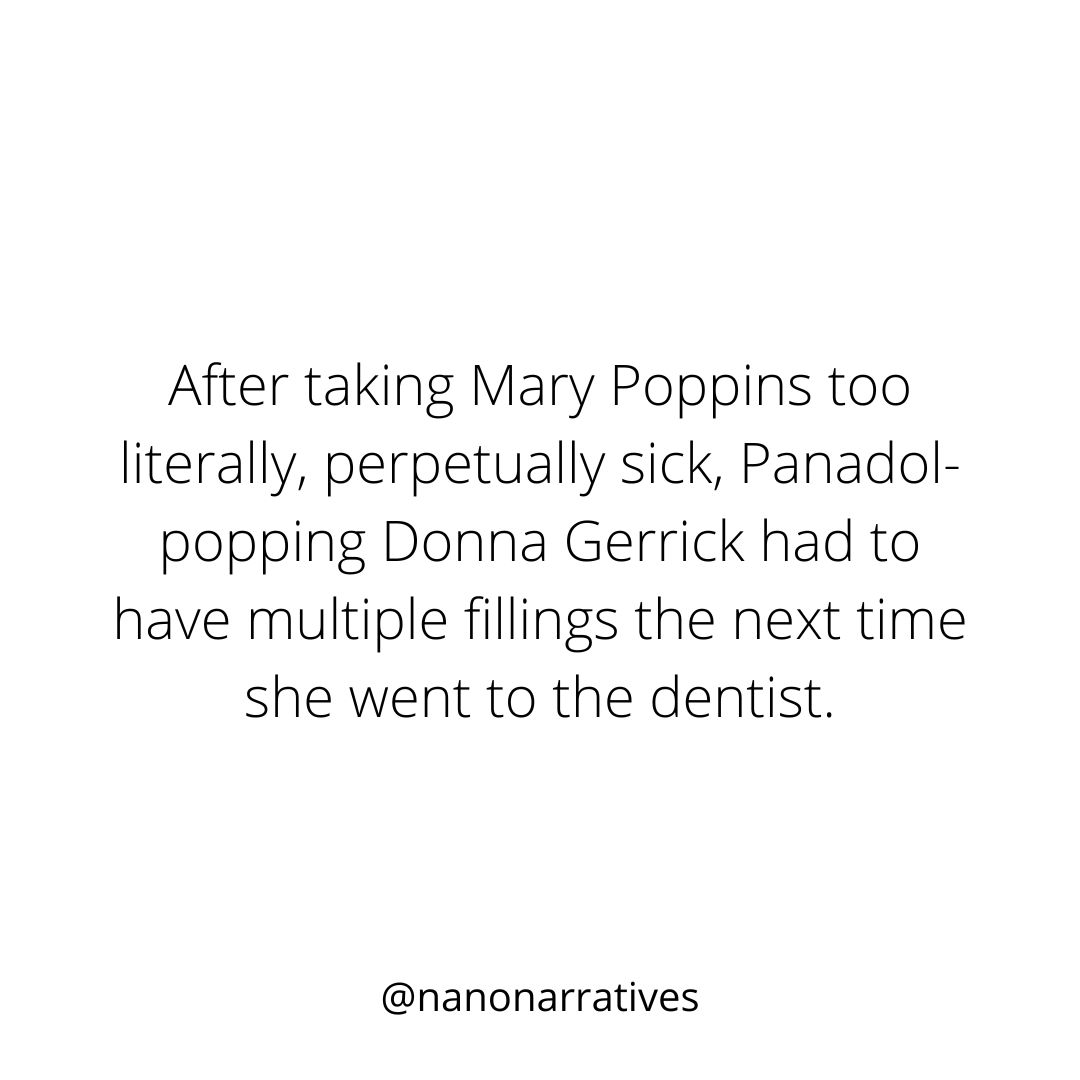 After taking Mary Poppins too
literally, perpetually sick, Panadol-
popping Donna Gerrick had to
have multiple fillings the next time
she went to the dentist.
@nanonarratives